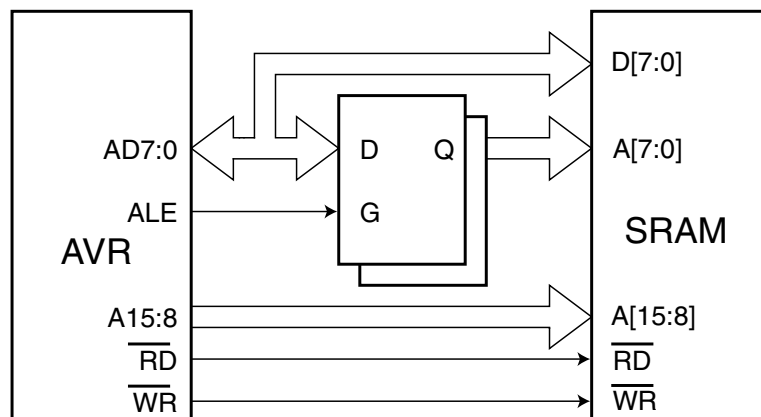 D[7:0]
AD7:0
D
Q
A[7:0]
ALE
G
AVR
SRAM
A15:8
A[15:8]
RD
RD
WR
WR